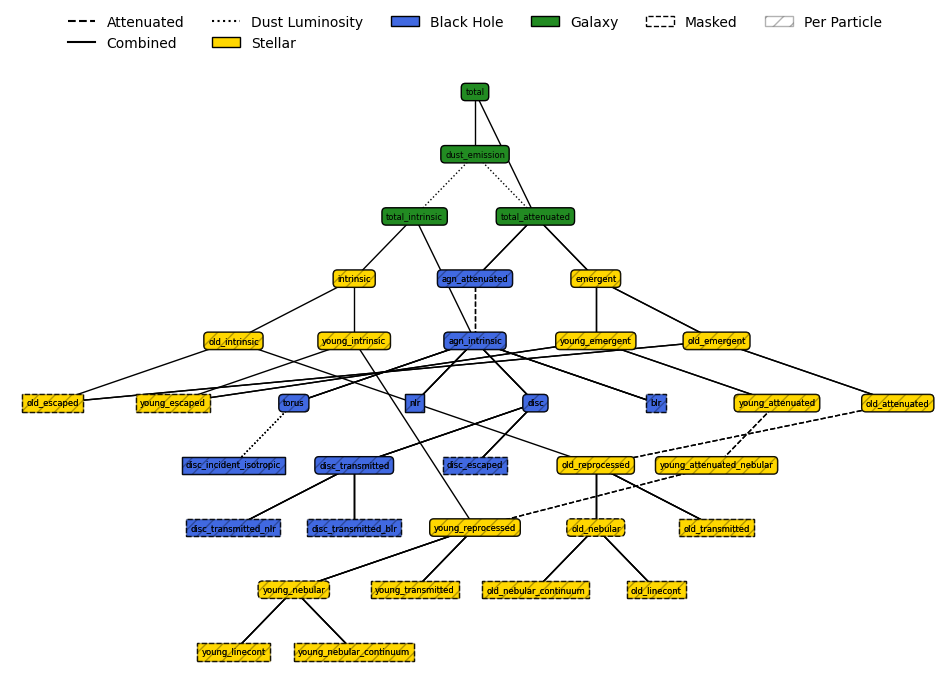 Attenuated Dust Luminosity Black Hole Galaxy Masked Per Particle
Combined Stellar
total
dust_emission
total_intrinsic total_attenuated
intrinsic agn_attenuated emergent
old_intrinsic young_intrinsic agn_intrinsic young_emergent old_emergent
old_escaped young_escaped torus nlr disc blr young_attenuated old_attenuated
disc_incident_isotropic disc_transmitted disc_escaped old_reprocessed young_attenuated_nebular
disc_transmitted_nlr disc_transmitted_blr young_reprocessed old_nebular old_transmitted
young_nebular young_transmitted old_nebular_continuum old_linecont
young_linecont young_nebular_continuum